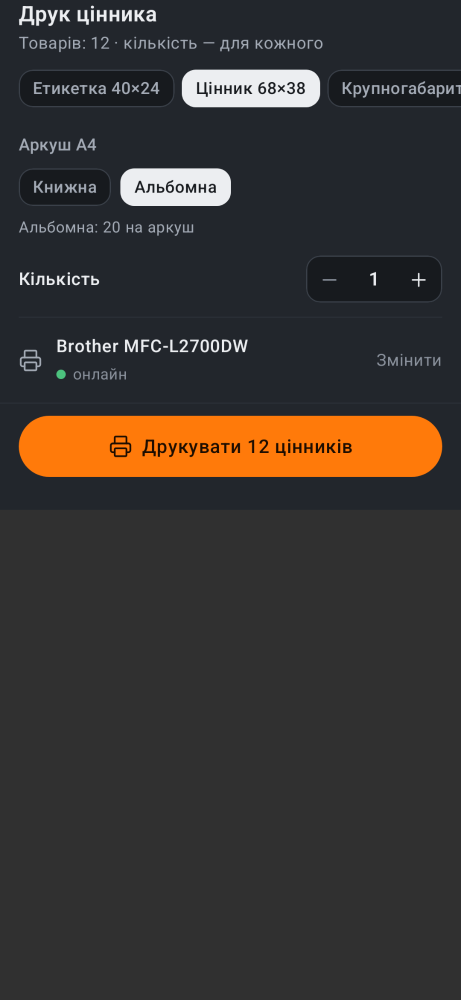 Друк цінника
Товарів: 12 · кількість — для кожного
Етикетка 40×24
Цінник 68×38
Крупногабарит
Аркуш А4
Книжна
Альбомна
Альбомна: 20 на аркуш
Кількість
— 1 +
Brother MFC-L2700DW
онлайн
Змінити
Друкувати 12 цінників